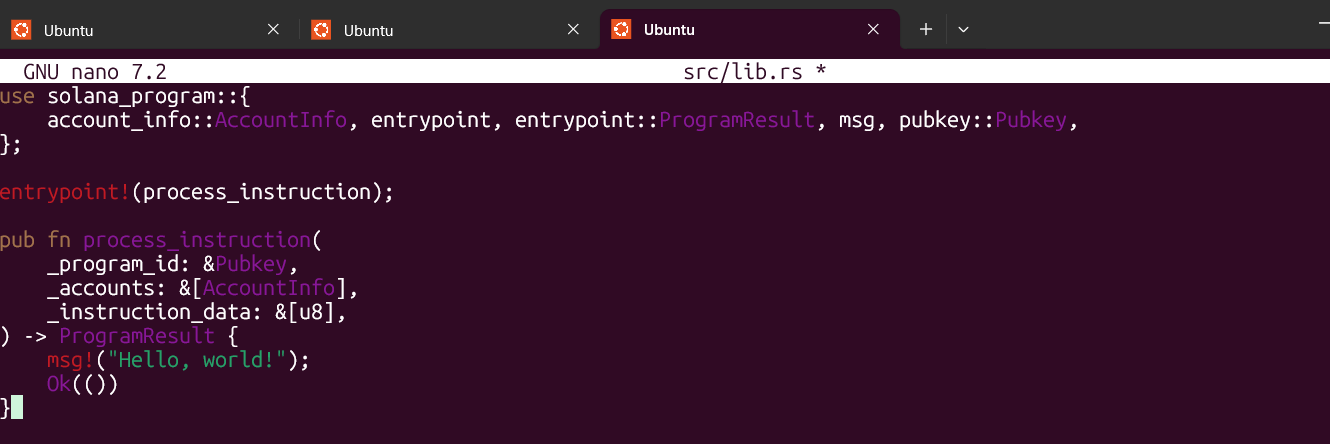 Ubuntu Ubuntu Ubuntu
GNU nano 7.2 src/lib.rs *
use solana_program::{
    account_info::AccountInfo, entrypoint, entrypoint::ProgramResult, msg, pubkey::Pubkey,
};

entrypoint!(process_instruction);

pub fn process_instruction(
    _program_id: &Pubkey,
    _accounts: &[AccountInfo],
    _instruction_data: &[u8],
) -> ProgramResult {
    msg!("Hello, world!");
    Ok(())
}